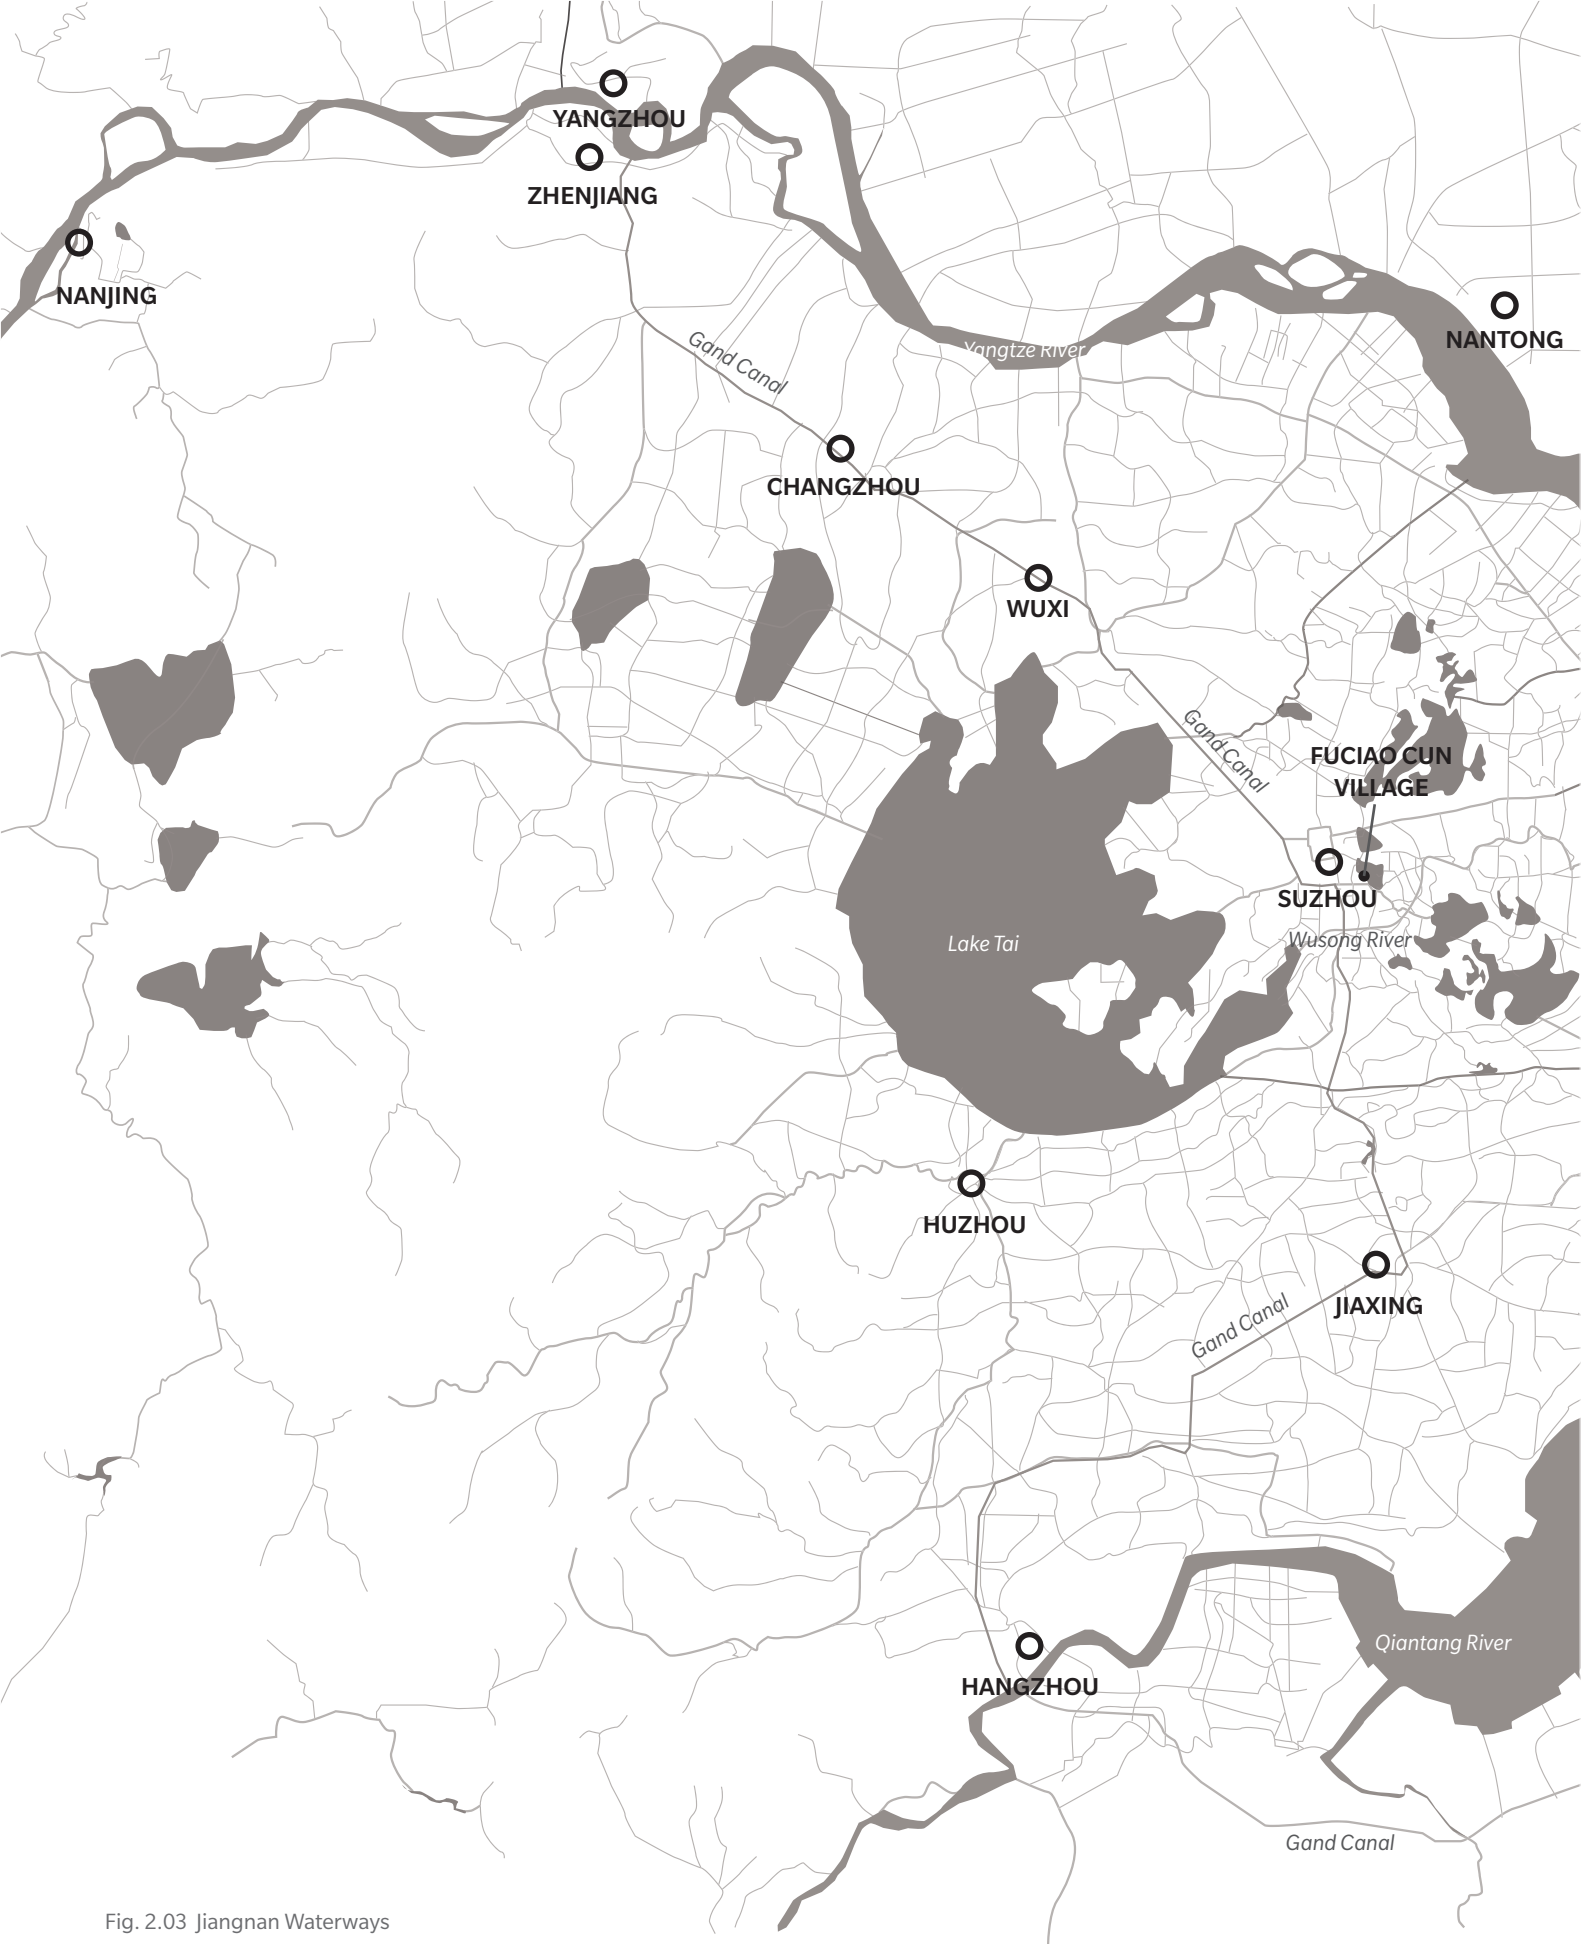 YANGZHOU
ZHENJIANG
NANJING
NANTONG
Yangtze River
Gand Canal
CHANGZHOU
WUXI
Gand Canal
FUCIAO CUN
VILLAGE
SUZHOU
Wusong River
Lake Tai
HUZHOU
JIAXING
Gand Canal
Qiantang River
HANGZHOU
Gand Canal
Fig. 2.03 Jiangnan Waterways